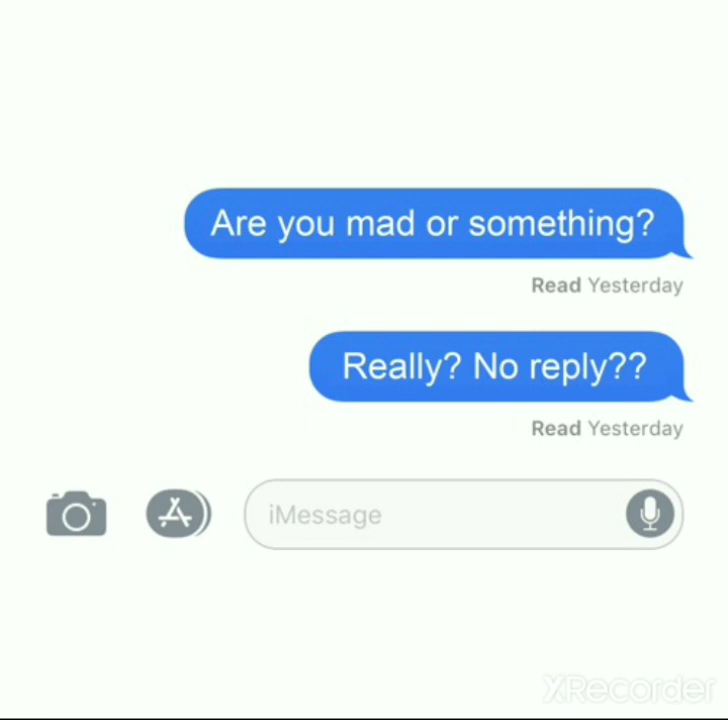 Are you mad or something?
Read Yesterday
Really? No reply??
Read Yesterday
iMessage
XRecorder